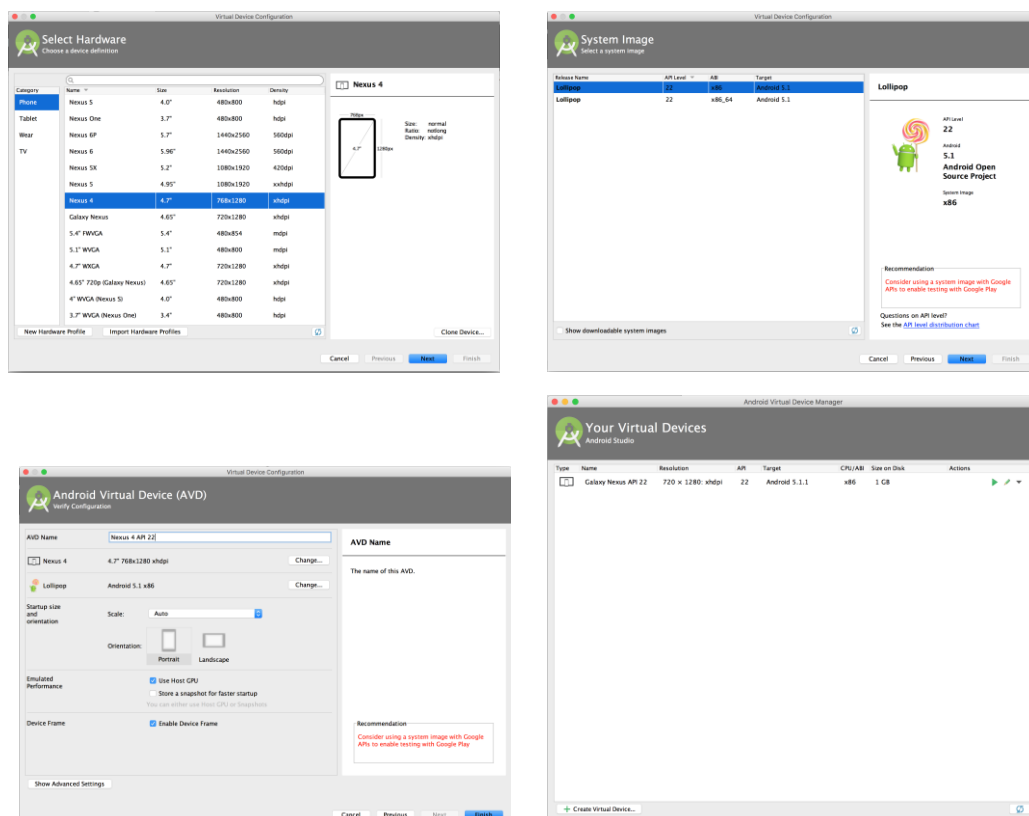 Virtual Device Configuration
Select Hardware
Choose a device definition
Category Name Size Resolution Density
Phone Nexus S 4.0" 480x800 hdpi
Tablet Nexus One 3.7" 480x800 hdpi
Wear Nexus 6P 5.7" 1440x2560 560dpi
TV Nexus 6 5.96" 1440x2560 560dpi
Nexus 5X 5.2" 1080x1920 420dpi
Nexus 5 4.95" 1080x1920 xxhdpi
Nexus 4 4.7" 768x1280 xhdpi
Galaxy Nexus 4.65" 720x1280 xhdpi
5.4" FWVGA 5.4" 480x854 mdpi
5.1" WVGA 5.1" 480x800 mdpi
4.7" WXGA 4.7" 720x1280 xhdpi
4.65" 720p (Galaxy Nexus) 4.65" 720x1280 xhdpi
4" WVGA (Nexus S) 4.0" 480x800 hdpi
3.7" WVGA (Nexus One) 3.4" 480x800 hdpi
Nexus 4
768px
4.7" 1280px
Size: normal
Ratio: notlong
Density: xhdpi
New Hardware Profile Import Hardware Profiles Clone Device...
Cancel Previous Next Finish
Virtual Device Configuration
System Image
Select a system image
Release Name API Level ABI Target
Lollipop 22 x86 Android 5.1
Lollipop 22 x86_64 Android 5.1
Lollipop
API Level
22
Android
5.1
Android Open
Source Project
System Image
x86
Recommendation
Consider using a system image with Google
APIs to enable testing with Google Play
Questions on API level?
See the API level distribution chart
Show downloadable system images
Cancel Previous Next Finish
Virtual Device Configuration
Android Virtual Device (AVD)
Verify Configuration
AVD Name Nexus 4 API 22
Nexus 4 4.7" 768x1280 xhdpi Change...
Lollipop Android 5.1 x86 Change...
Startup size
and
orientation
Scale: Auto
Orientation:
Portrait Landscape
Emulated
Performance
Use Host GPU
Store a snapshot for faster startup
You can either use Host GPU or Snapshots
Device Frame Enable Device Frame
AVD Name
The name of this AVD.
Recommendation
Consider using a system image with Google
APIs to enable testing with Google Play
Show Advanced Settings
Cancel Previous Next Finish
Android Virtual Device Manager
Your Virtual Devices
Android Studio
Type Name Resolution API Target CPU/ABI Size on Disk Actions
Galaxy Nexus API 22 720 × 1280: xhdpi 22 Android 5.1.1 x86 1 GB
+ Create Virtual Device...